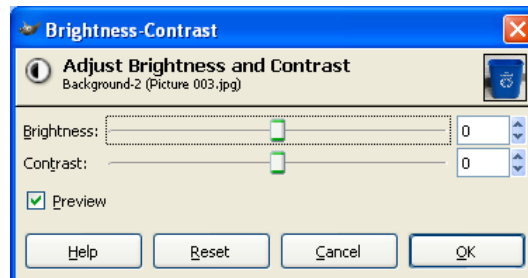 Brightness-Contrast
Adjust Brightness and Contrast
Background-2 (Picture 003.jpg)
Brightness: 0
Contrast: 0
Preview
Help Reset Cancel OK